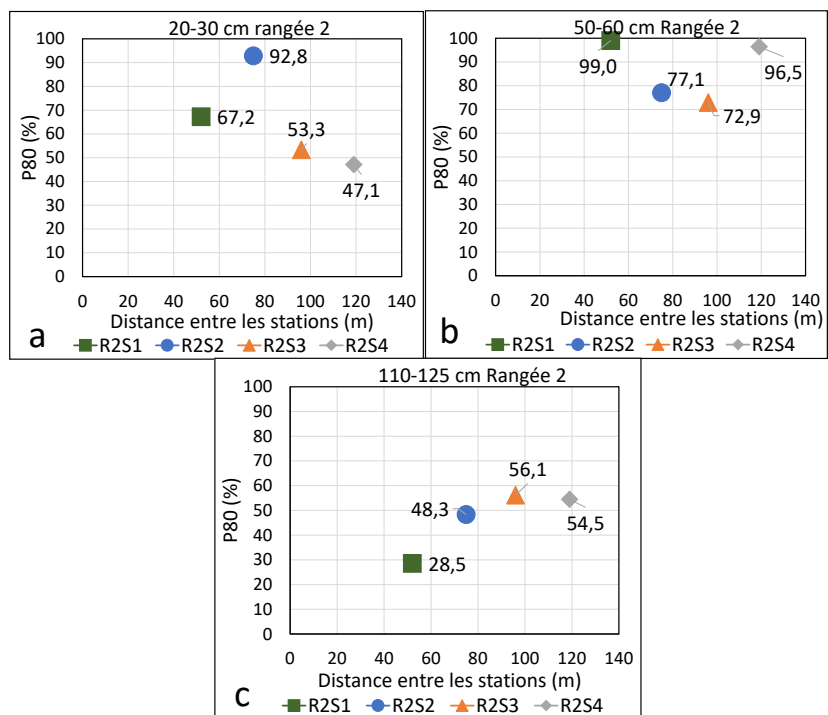 20-30 cm rangée 2
P80 (%)
100
90
80
70
60
50
40
30
20
10
0
92,8
67,2
53,3
47,1
0 20 40 60 80 100 120 140
Distance entre les stations (m)
a
R2S1 R2S2 R2S3 R2S4
50-60 cm Rangée 2
P80 (%)
100
90
80
70
60
50
40
30
20
10
0
99,0
77,1
72,9
96,5
0 20 40 60 80 100 120 140
Distance entre les stations (m)
b
R2S1 R2S2 R2S3 R2S4
110-125 cm Rangée 2
P80 (%)
100
90
80
70
60
50
40
30
20
10
0
56,1
48,3
54,5
28,5
0 20 40 60 80 100 120 140
Distance entre les stations (m)
c
R2S1 R2S2 R2S3 R2S4